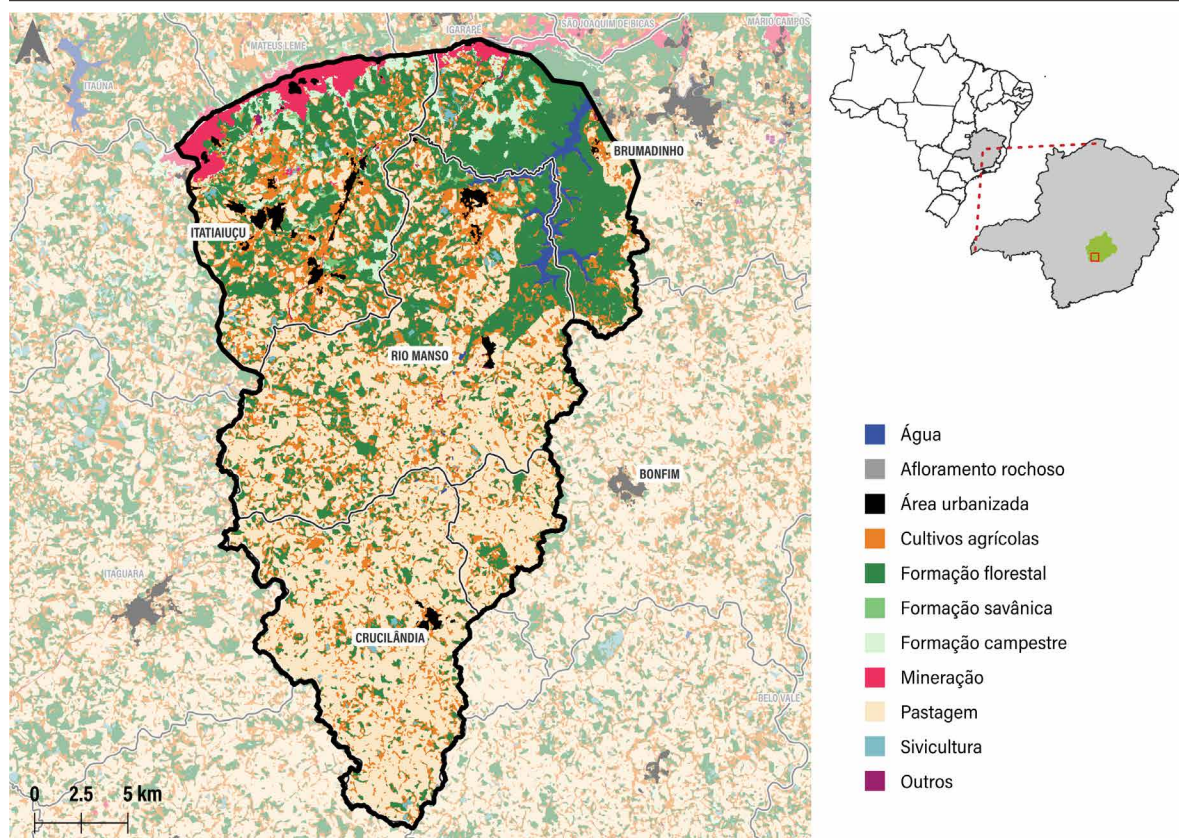 MATEUS LEME
IGARAPÉ
SÃO JOAQUIM DE BICAS
MÁRIO CAMPOS
ITAÚNA
BRUMADINHO
ITATIAIUÇU
RIO MANSO
BONFIM
ITAGUARA
CRUCILÂNDIA
BELO VALE
0 2.5 5 km
Água
Afloramento rochoso
Área urbanizada
Cultivos agrícolas
Formação florestal
Formação savânica
Formação campestre
Mineração
Pastagem
Sivicultura
Outros